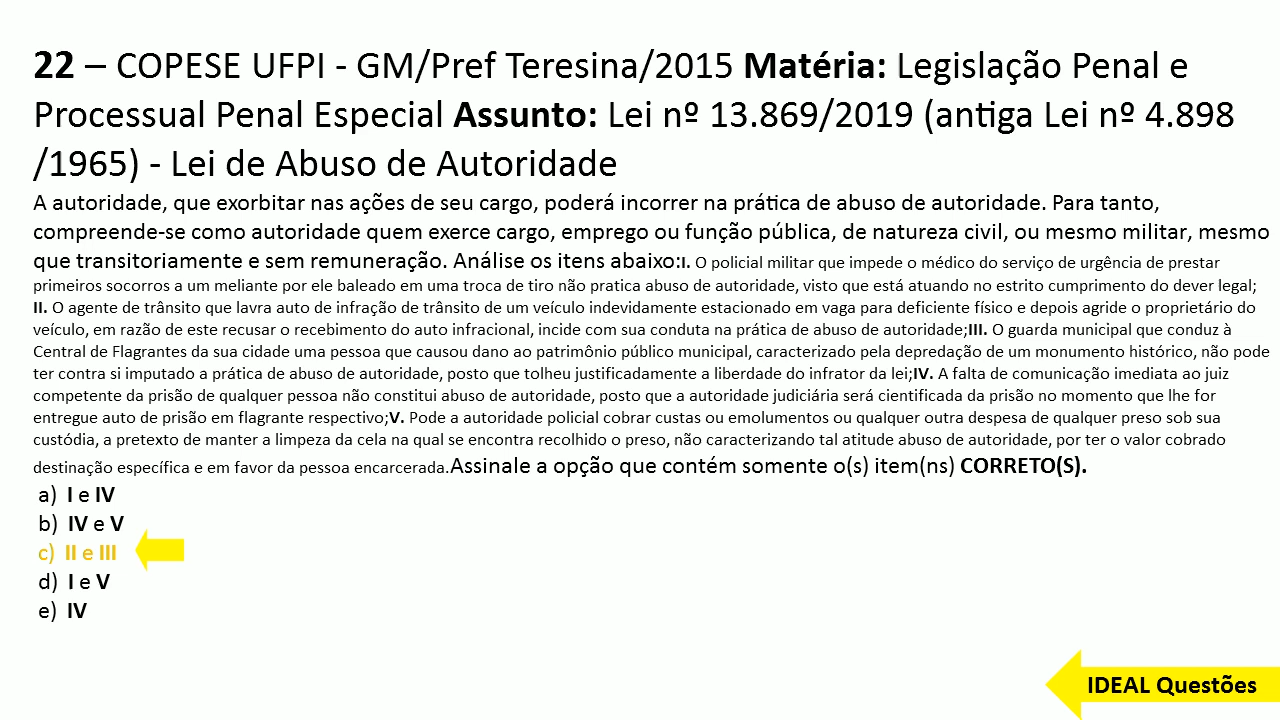 22 – COPESE UFPI - GM/Pref Teresina/2015 Matéria: Legislação Penal e
Processual Penal Especial Assunto: Lei nº 13.869/2019 (antiga Lei nº 4.898
/1965) - Lei de Abuso de Autoridade
A autoridade, que exorbitar nas ações de seu cargo, poderá incorrer na prática de abuso de autoridade. Para tanto,
compreende-se como autoridade quem exerce cargo, emprego ou função pública, de natureza civil, ou mesmo militar, mesmo
que transitoriamente e sem remuneração. Análise os itens abaixo:I. O policial militar que impede o médico do serviço de urgência de prestar
primeiros socorros a um meliante por ele baleado em uma troca de tiro não pratica abuso de autoridade, visto que está atuando no estrito cumprimento do dever legal;
II. O agente de trânsito que lavra auto de infração de trânsito de um veículo indevidamente estacionado em vaga para deficiente físico e depois agride o proprietário do
veículo, em razão de este recusar o recebimento do auto infracional, incide com sua conduta na prática de abuso de autoridade;III. O guarda municipal que conduz à
Central de Flagrantes da sua cidade uma pessoa que causou dano ao patrimônio público municipal, caracterizado pela depredação de um monumento histórico, não pode
ter contra si imputado a prática de abuso de autoridade, posto que tolheu justificadamente a liberdade do infrator da lei;IV. A falta de comunicação imediata ao juiz
competente da prisão de qualquer pessoa não constitui abuso de autoridade, posto que a autoridade judiciária será cientificada da prisão no momento que lhe for
entregue auto de prisão em flagrante respectivo;V. Pode a autoridade policial cobrar custas ou emolumentos ou qualquer outra despesa de qualquer preso sob sua
custódia, a pretexto de manter a limpeza da cela na qual se encontra recolhido o preso, não caracterizando tal atitude abuso de autoridade, por ter o valor cobrado
destinação específica e em favor da pessoa encarcerada.Assinale a opção que contém somente o(s) item(ns) CORRETO(S).
a) I e IV
b) IV e V
c) II e III
d) I e V
e) IV
IDEAL Questões